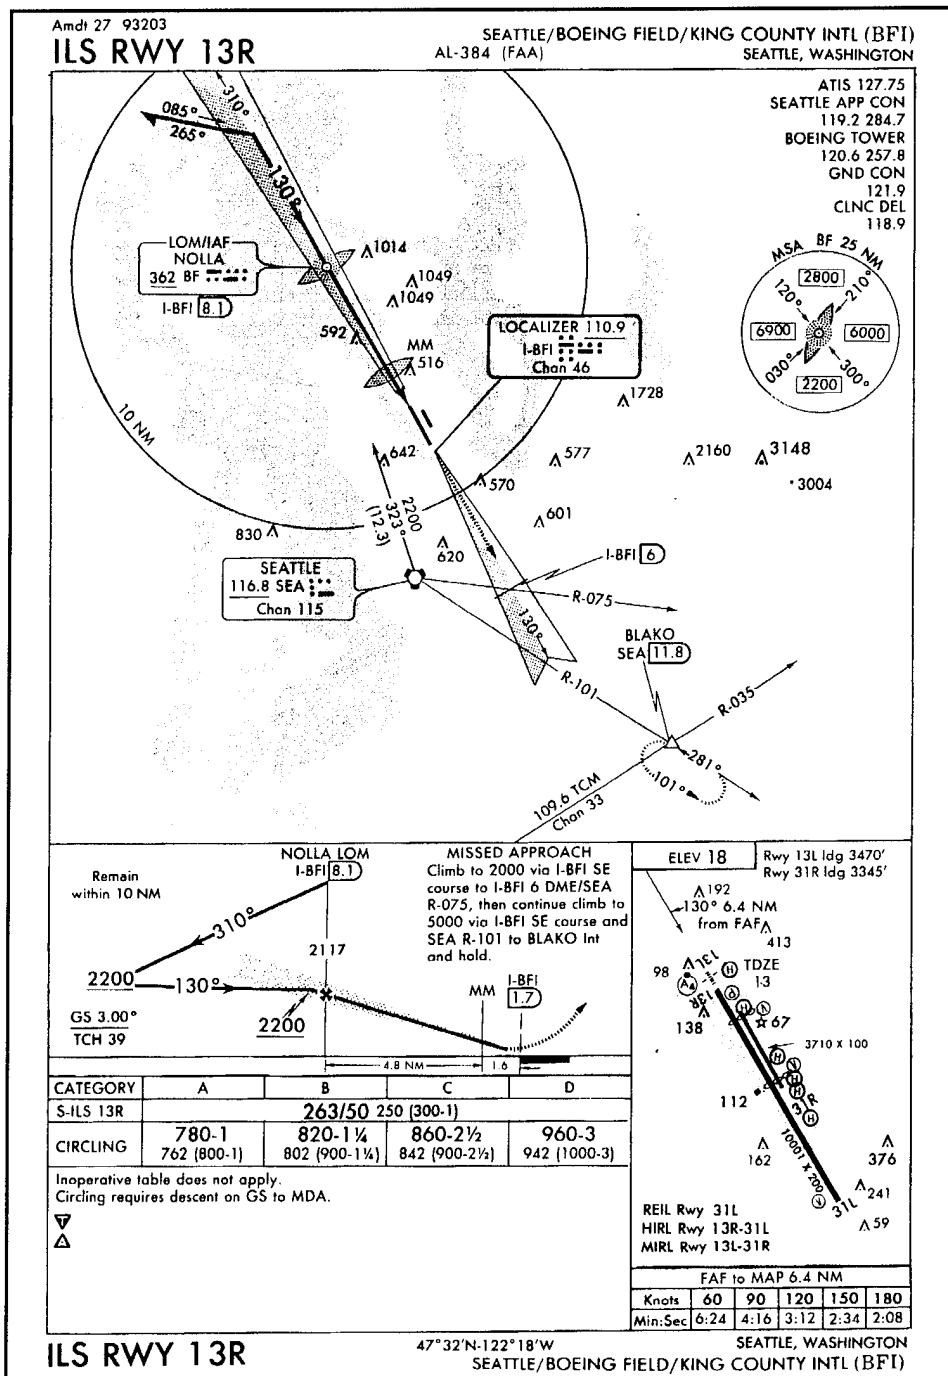 Amdt 27 93203
ILS RWY 13R
SEATTLE/BOEING FIELD/KING COUNTY INTL (BFI)
AL-384 (FAA)
SEATTLE, WASHINGTON
ATIS 127.75
SEATTLE APP CON
119.2 284.7
BOEING TOWER
120.6 257.8
GND CON
121.9
CLNC DEL
118.9
310°
085°
265°
130°
LOM/IAF
NOLLA
362 BF
I-BFI 8.1
1014
1049
1049
592
MM
516
LOCALIZER 110.9
I-BFI
Chan 46
MSA BF 25 NM
2800
120°
210°
6900
6000
030°
300°
2200
10 NM
1728
642
577
2160
3148
570
3004
2200
323°
(12.3)
601
830
620
SEATTLE
116.8 SEA
Chan 115
I-BFI 6
R-075
130°
BLAKO
SEA 11.8
R-101
R-035
281°
101°
109.6 TCM
Chan 33
Remain
within 10 NM
NOLLA LOM
I-BFI 8.1
310°
2117
2200
130°
2200
GS 3.00°
TCH 39
MISSED APPROACH
Climb to 2000 via I-BFI SE
course to I-BFI 6 DME/SEA
R-075, then continue climb to
5000 via I-BFI SE course and
SEA R-101 to BLAKO Int
and hold.
I-BFI
1.7
MM
4.8 NM
1.6
ELEV 18
Rwy 13L ldg 3470'
Rwy 31R ldg 3345'
192
130° 6.4 NM
from FAF
413
98
13L
H
TDZE
13
A4
13R
138
67
3710 X 100
112
31R
10001 X 200
162
376
241
31L
59
REIL Rwy 31L
HIRL Rwy 13R-31L
MIRL Rwy 13L-31R
CATEGORY A B C D
S-ILS 13R 263/50 250 (300-1)
CIRCLING 780-1 820-1¼ 860-2½ 960-3
762 (800-1) 802 (900-1¼) 842 (900-2½) 942 (1000-3)
Inoperative table does not apply.
Circling requires descent on GS to MDA.
T
A
FAF to MAP 6.4 NM
Knots 60 90 120 150 180
Min:Sec 6:24 4:16 3:12 2:34 2:08
ILS RWY 13R
47°32'N-122°18'W
SEATTLE, WASHINGTON
SEATTLE/BOEING FIELD/KING COUNTY INTL (BFI)